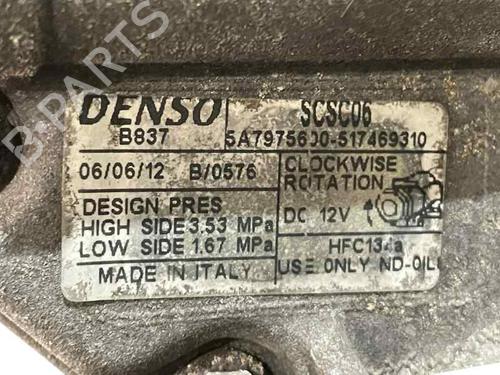 DENSO
SCSC06
B837
5A7975600-517469310
06/06/12 B/0576
CLOCKWISE
ROTATION
DESIGN PRES
HIGH SIDE 3.53 MPa
LOW SIDE 1.67 MPa
DC 12V
HFC134a
MADE IN ITALY
USE ONLY ND-OIL
B-PARTS